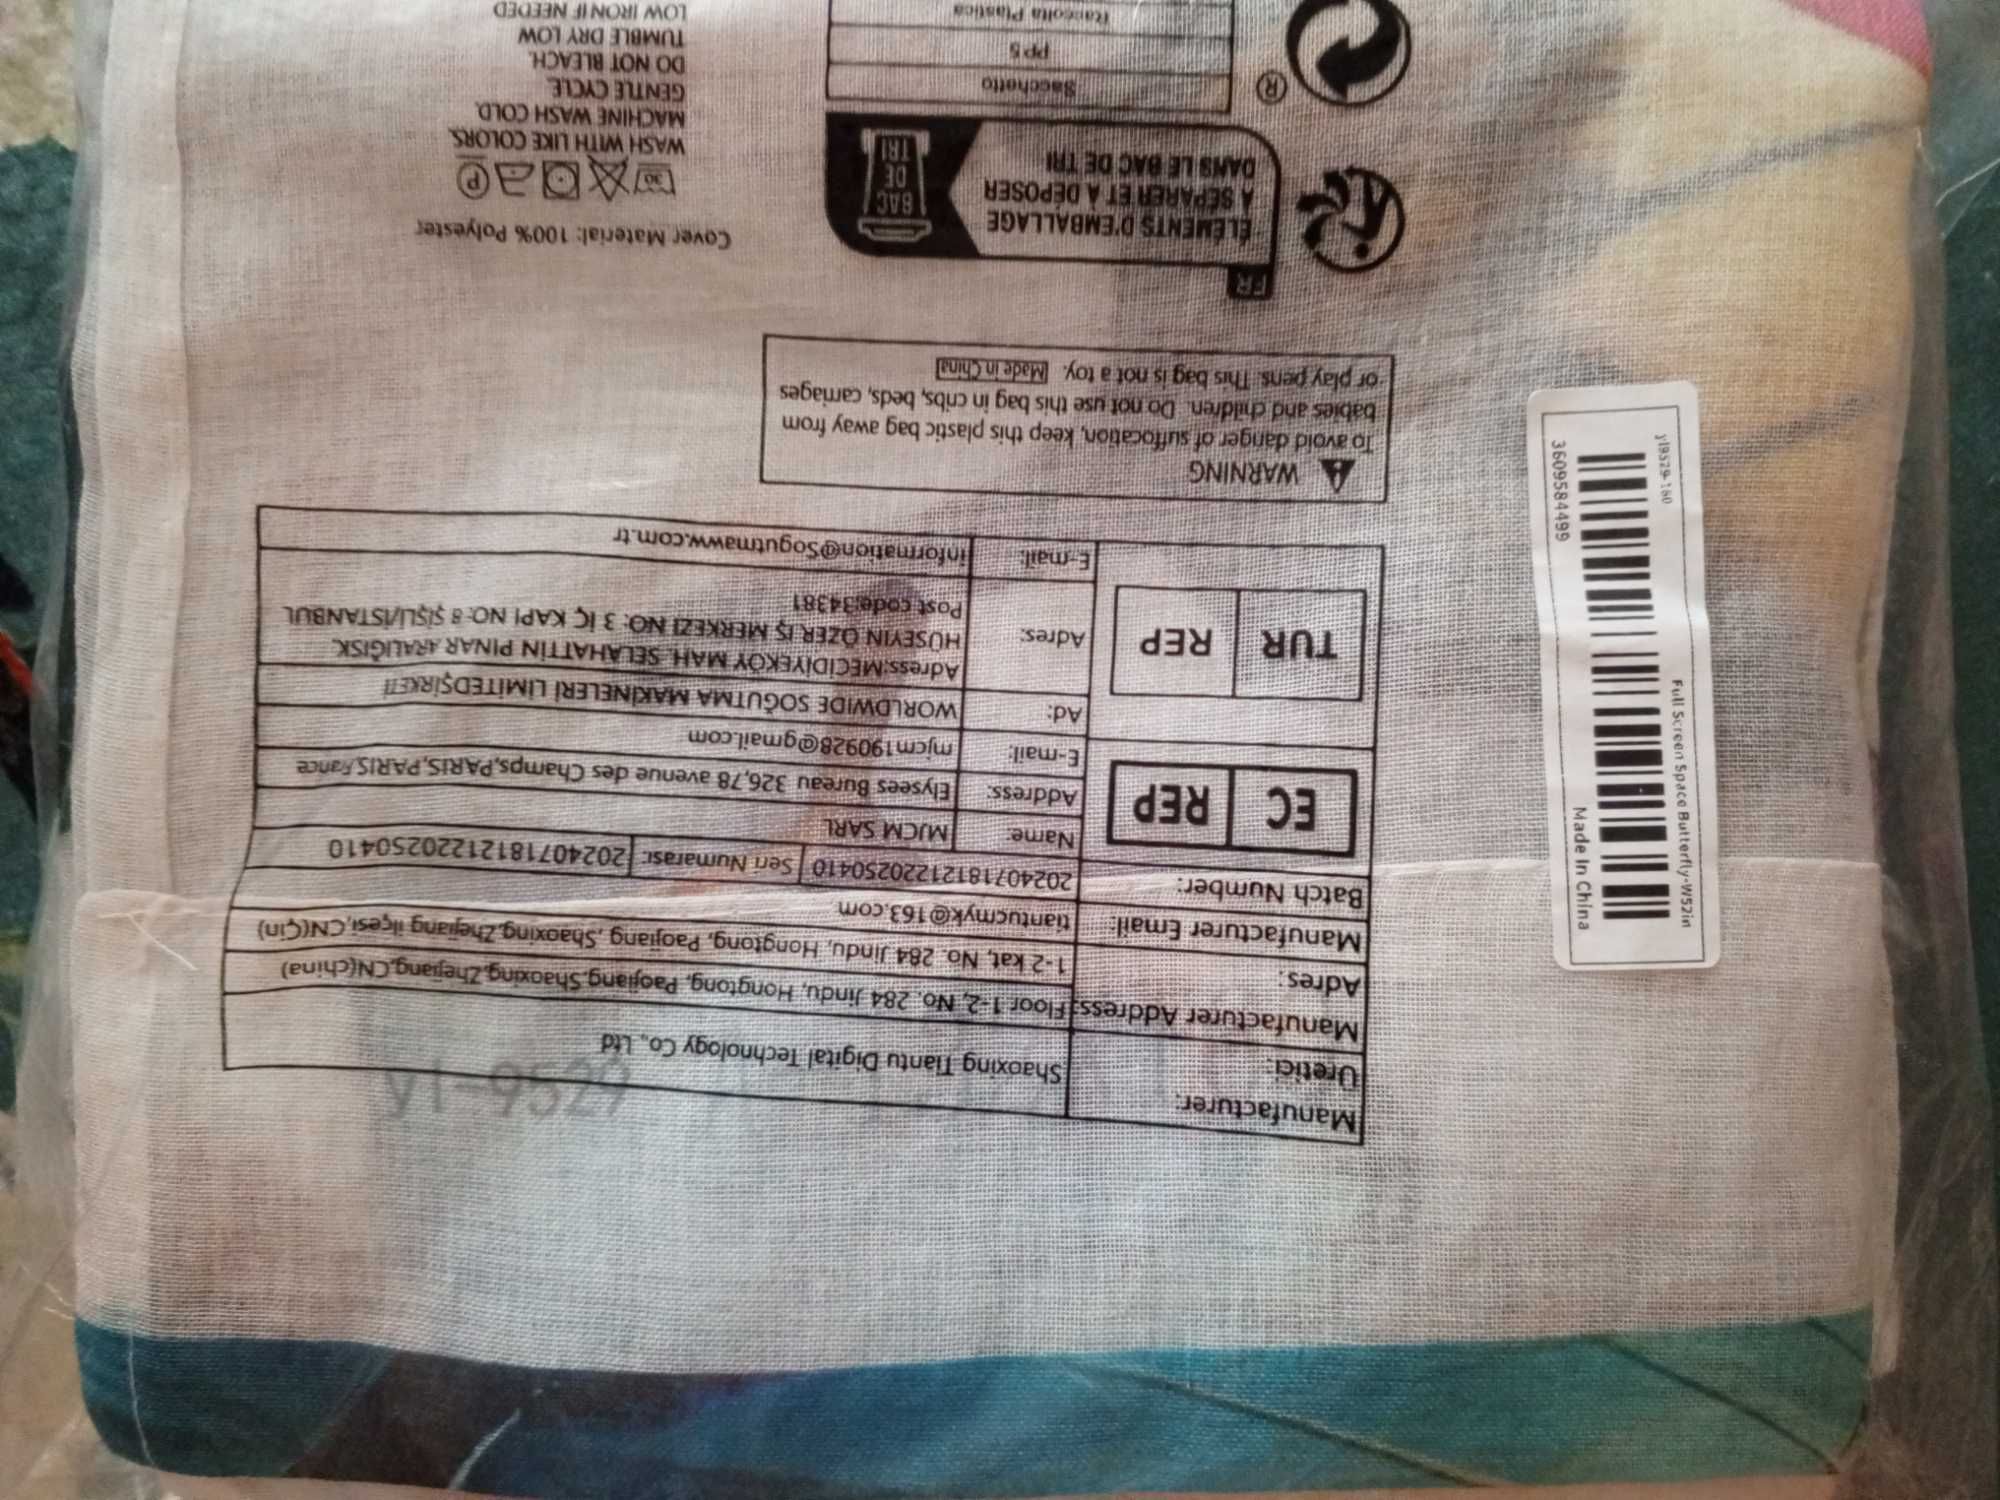 Manufacturer:
Üretici:
Shaoxing Tiantu Digital Technology Co., Ltd
Manufacturer Address:
Floor 1-2, No. 284 Jindu, Hongtong, Paojiang,Shaoxing,Zhejiang,CN(china)
Adres:
1-2 kat, No. 284 Jindu, Hongtong, Paojiang ,Shaoxing,Zhejiang ilçesi,CN(Çin)
Manufacturer Email:
tiantucmyk@163.com
Batch Number:
20240718121220250410
Seri Numarası:
20240718121220250410
EC REP
Name:
MJCM SARL
Address:
Elysees Bureau 326,78 avenue des Champs,PARIS,PARIS,France
E-mail:
mjcm190928@gmail.com
TUR REP
Ad:
WORLDWIDE SOĞUTMA MAKİNELERİ LİMİTEDŞİRKETİ
Adres:
Adress:MECİDİYEKÖY MAH. SELAHATTİN PINAR ARALIĞISK.
HÜSEYIN ÖZER İŞ MERKEZİ NO: 3 İÇ KAPI NO: 8 ŞİŞLİ/İSTANBUL
Post code:34381
E-mail:
information@Sogutmaww.com.tr
WARNING
To avoid danger of suffocation, keep this plastic bag away from
babies and children. Do not use this bag in cribs, beds, carriages
or play pens. This bag is not a toy. Made in China
FR
ÉLÉMENTS D'EMBALLAGE
À SÉPARER ET À DÉPOSER
DANS LE BAC DE TRI
BAC
DE
TRI
Sacchetto
PP5
Raccolta Plastica
®
Cover Material: 100% Polyester
30
P
WASH WITH LIKE COLORS.
MACHINE WASH COLD.
GENTLE CYCLE.
DO NOT BLEACH.
TUMBLE DRY LOW
LOW IRON IF NEEDED
yl-9529
Full Screen Space Butterfly-W52in
yl9529-160
3609584499
Made In China